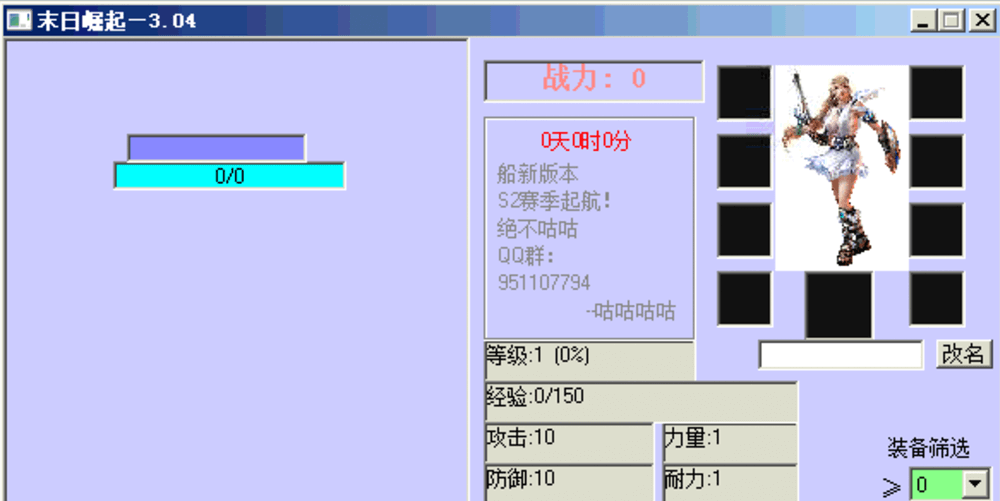 末日崛起－3.04
战力：0
0天0时0分
船新版本
S2赛季起航！
绝不咕咕
QQ群：
951107794
--咕咕咕咕
0/0
等级:1 (0%)
经验:0/150
攻击:10
力量:1
防御:10
耐力:1
改名
装备筛选
≥ 0